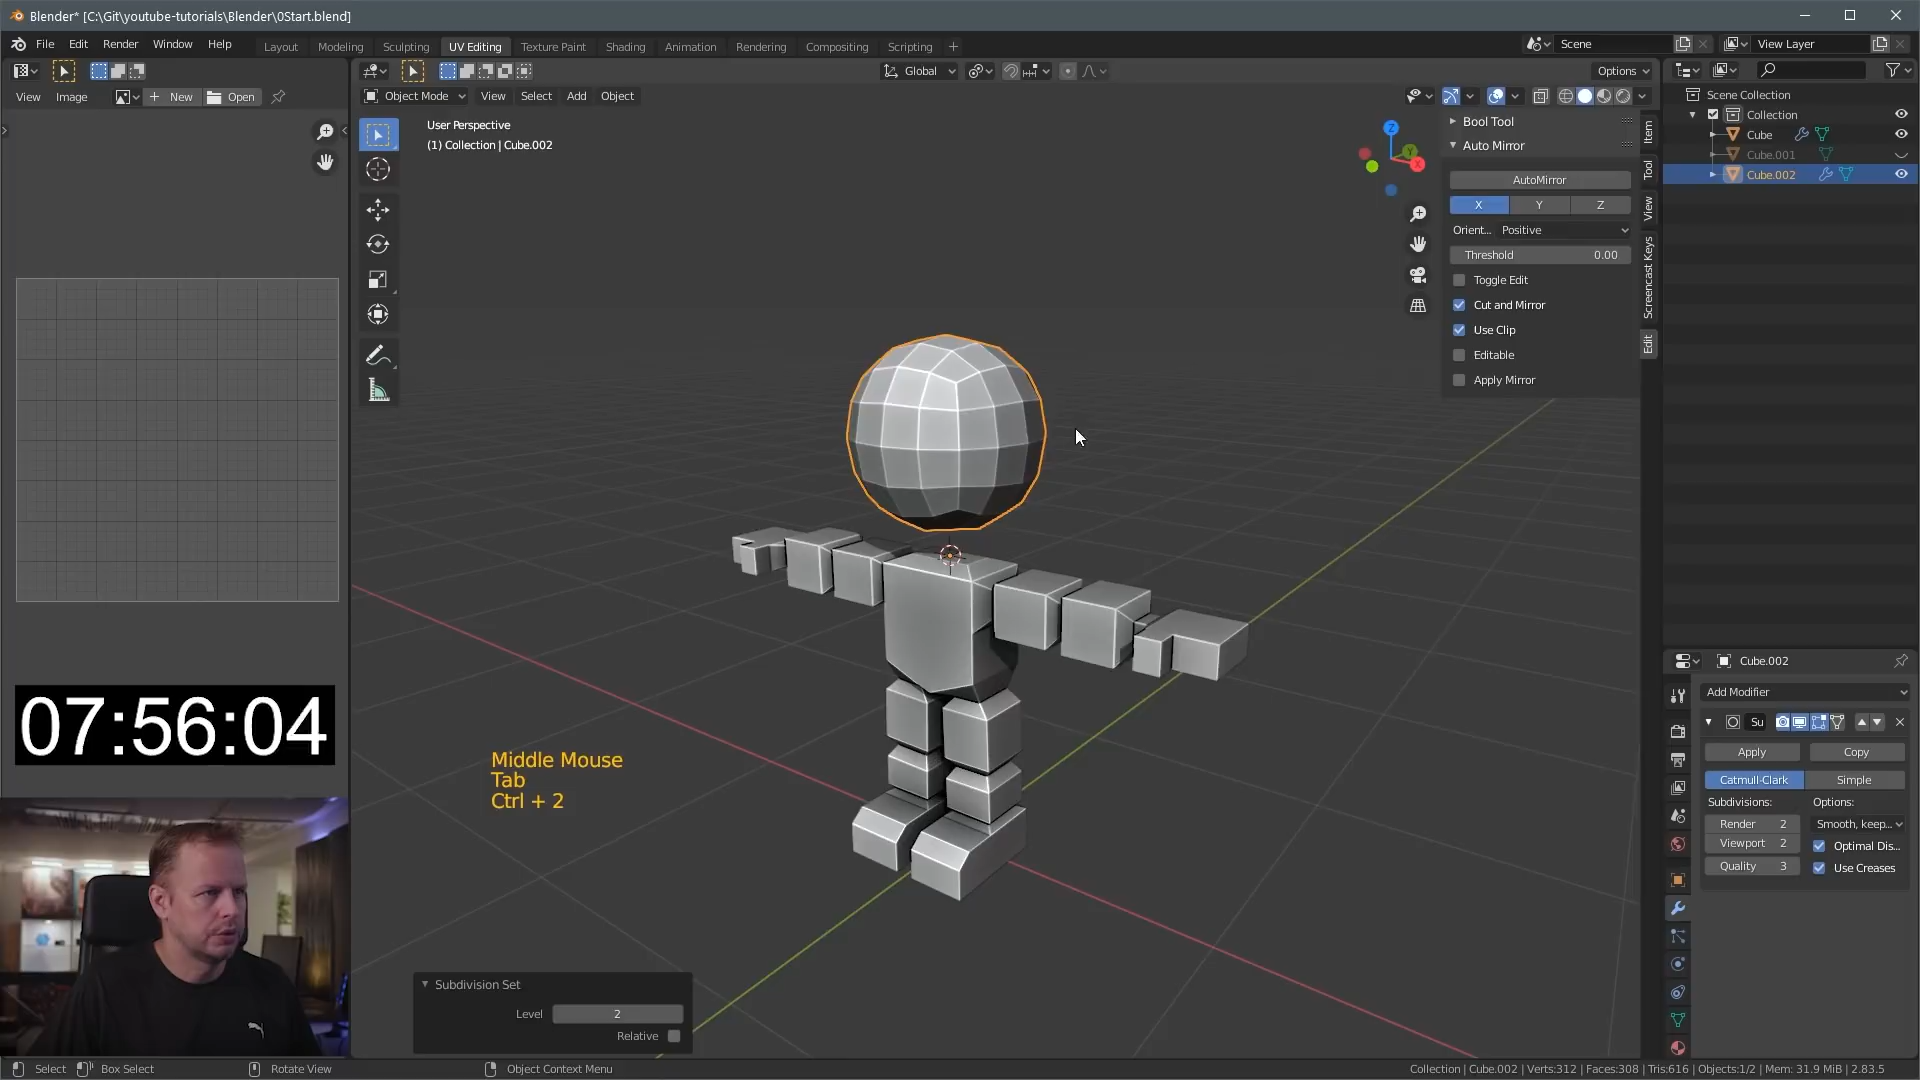 Blender* [C:\Git\youtube-tutorials\Blender\0Start.blend]
File Edit Render Window Help
Layout Modeling Sculpting UV Editing Texture Paint Shading Animation Rendering Compositing Scripting +
Scene
View Layer
Global
Options
View Image
New
Open
Object Mode View Select Add Object
User Perspective
(1) Collection | Cube.002
Z
Y
X
Bool Tool
Auto Mirror
AutoMirror
X Y Z
Orient... Positive
Threshold 0.00
Toggle Edit
Cut and Mirror
Use Clip
Editable
Apply Mirror
Item
Tool
View
Screencast Keys
Edit
Scene Collection
Collection
Cube
Cube.001
Cube.002
07:56:04
Middle Mouse
Tab
Ctrl + 2
Subdivision Set
Level 2
Relative
Cube.002
Add Modifier
Su
Apply Copy
Catmull-Clark Simple
Subdivisions: Options:
Render 2 Smooth, keep...
Viewport 2 Optimal Dis...
Quality 3 Use Creases
Select
Box Select
Rotate View
Object Context Menu
Collection | Cube.002 | Verts:312 | Faces:308 | Tris:616 | Objects:1/2 | Mem: 31.9 MiB | 2.83.5